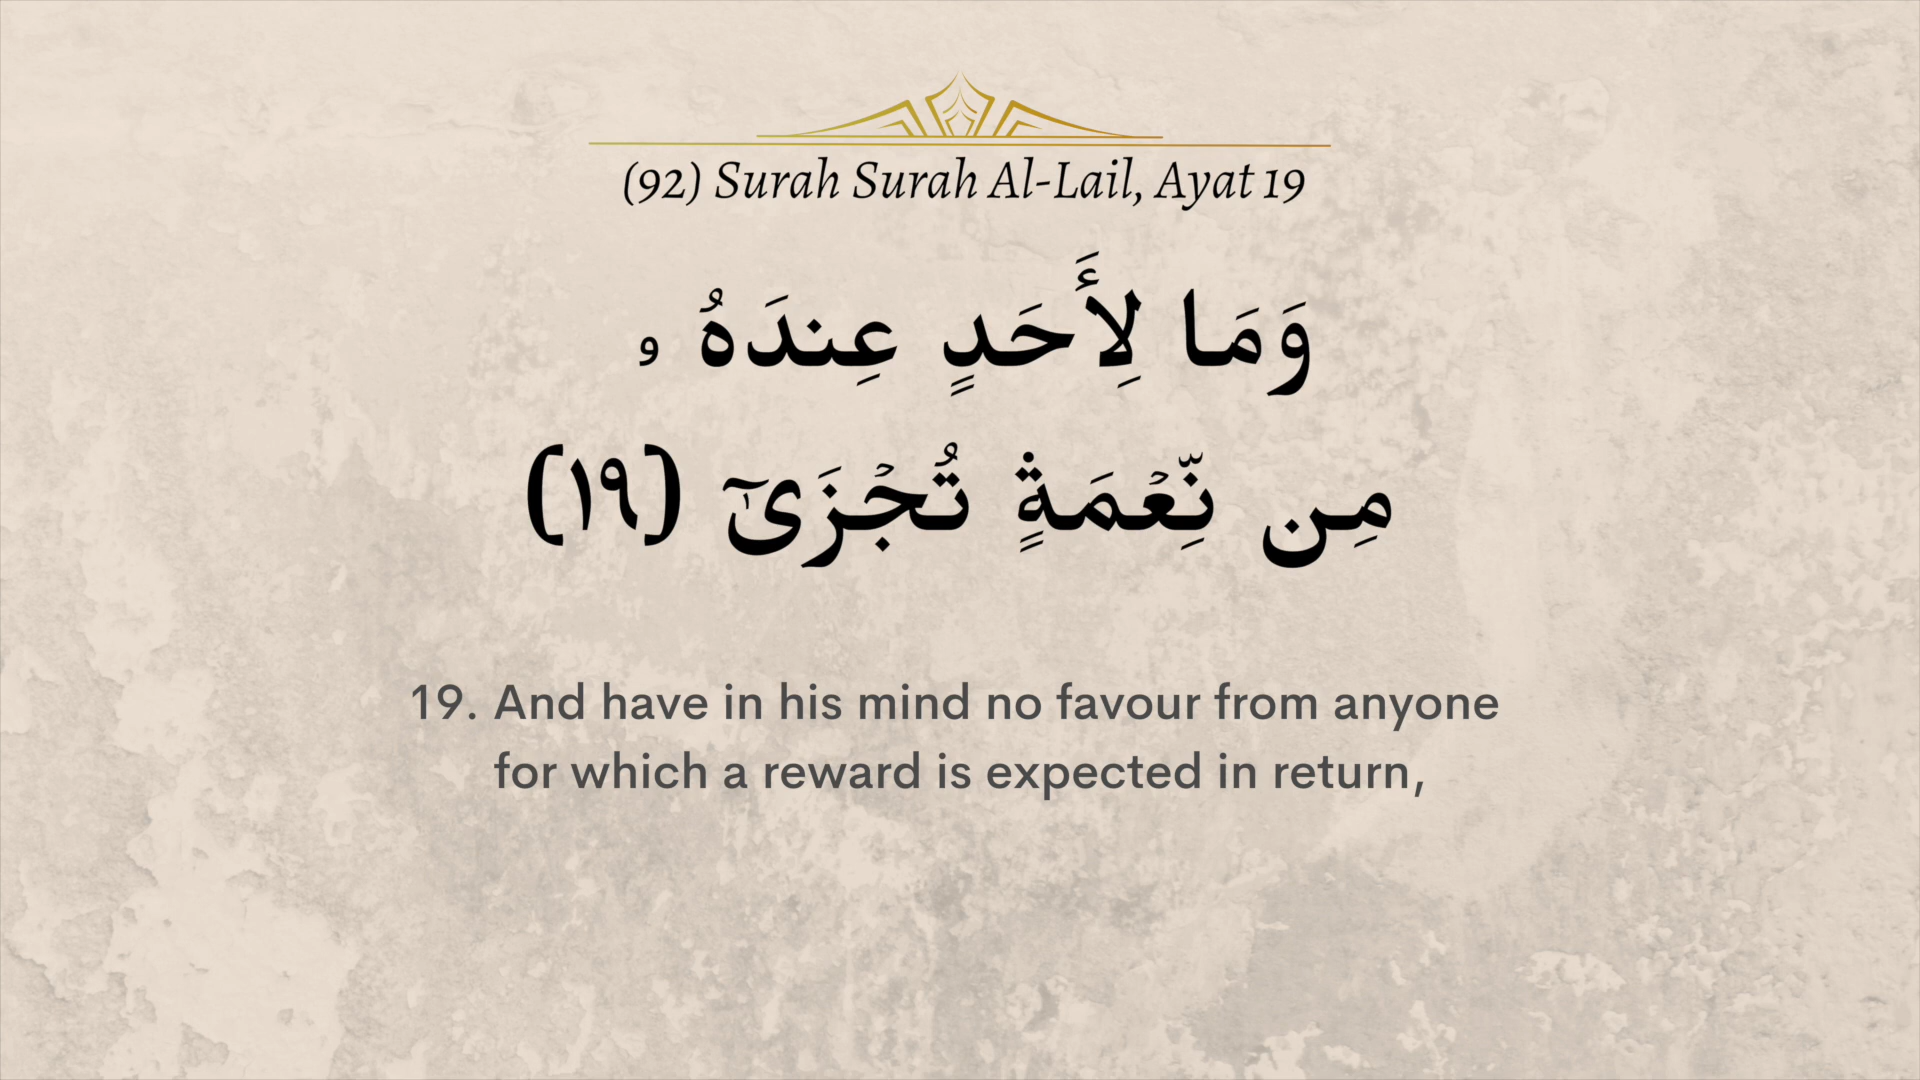 (92) Surah Surah Al-Lail, Ayat 19
وَمَا لِأَحَدٍ عِندَهُ ۥ
مِن نِّعۡمَةٍۢ تُجۡزَىٰٓ (١٩)
19. And have in his mind no favour from anyone
for which a reward is expected in return,